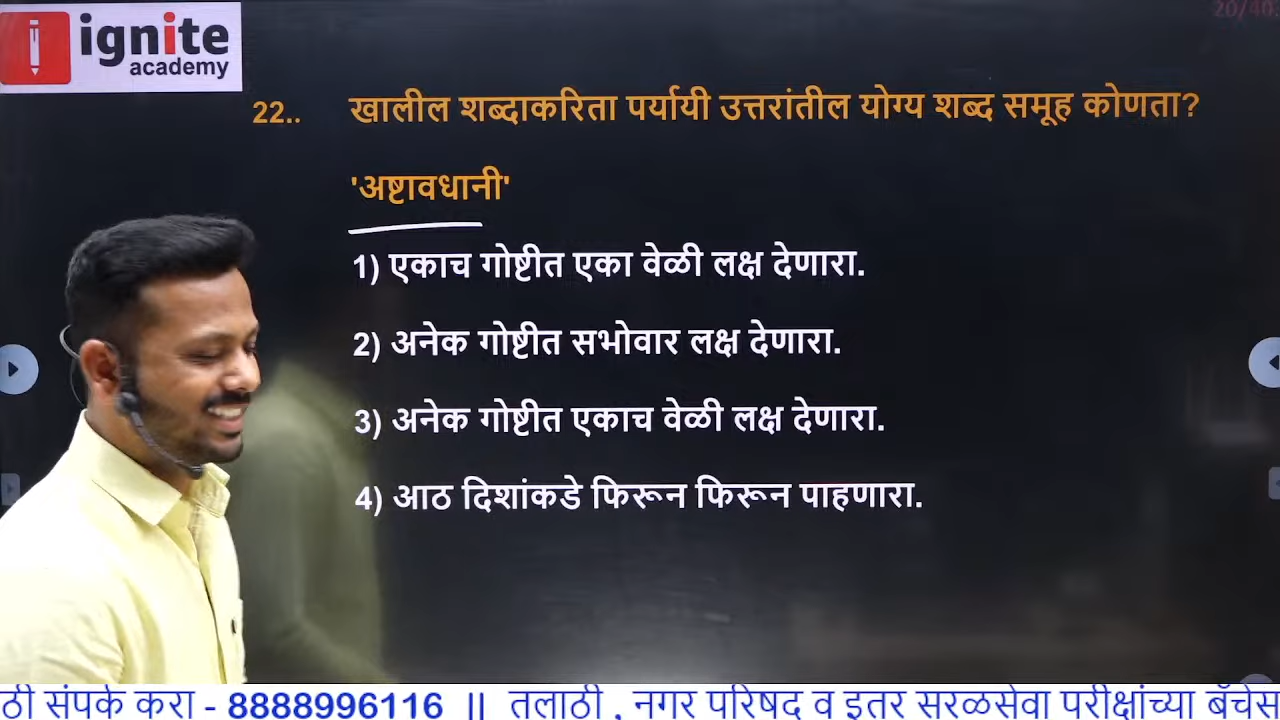 ignite
academy
20/40
22.. खालील शब्दाकरिता पर्यायी उत्तरांतील योग्य शब्द समूह कोणता?
'अष्टावधानी'
1) एकाच गोष्टीत एका वेळी लक्ष देणारा.
2) अनेक गोष्टीत सभोवार लक्ष देणारा.
3) अनेक गोष्टीत एकाच वेळी लक्ष देणारा.
4) आठ दिशांकडे फिरून फिरून पाहणारा.
ठी संपर्क करा - 8888996116 || तलाठी , नगर परिषद व इतर सरळसेवा परीक्षांच्या बॅचेस